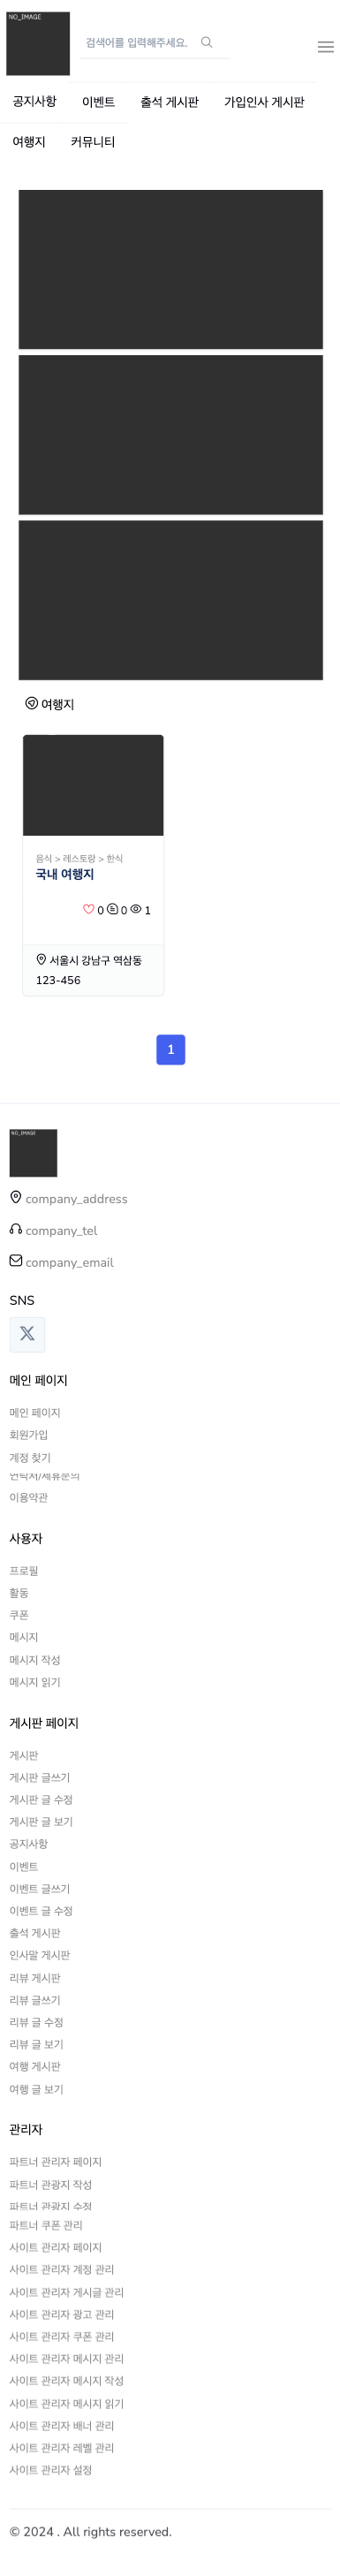 NO_IMAGE
검색어를 입력해주세요.
공지사항 이벤트 출석 게시판 가입인사 게시판
여행지 커뮤니티
여행지
음식 > 레스토랑 > 한식
국내 여행지
0 0 1
서울시 강남구 역삼동
123-456
1
NO_IMAGE
company_address
company_tel
company_email
SNS
메인 페이지
메인 페이지
회원가입
계정 찾기
연락처/제휴문의
이용약관
사용자
프로필
활동
쿠폰
메시지
메시지 작성
메시지 읽기
게시판 페이지
게시판
게시판 글쓰기
게시판 글 수정
게시판 글 보기
공지사항
이벤트
이벤트 글쓰기
이벤트 글 수정
출석 게시판
인사말 게시판
리뷰 게시판
리뷰 글쓰기
리뷰 글 수정
리뷰 글 보기
여행 게시판
여행 글 보기
관리자
파트너 관리자 페이지
파트너 관광지 작성
파트너 관광지 수정
파트너 쿠폰 관리
사이트 관리자 페이지
사이트 관리자 계정 관리
사이트 관리자 게시글 관리
사이트 관리자 광고 관리
사이트 관리자 쿠폰 관리
사이트 관리자 메시지 관리
사이트 관리자 메시지 작성
사이트 관리자 메시지 읽기
사이트 관리자 배너 관리
사이트 관리자 레벨 관리
사이트 관리자 설정
© 2024 . All rights reserved.